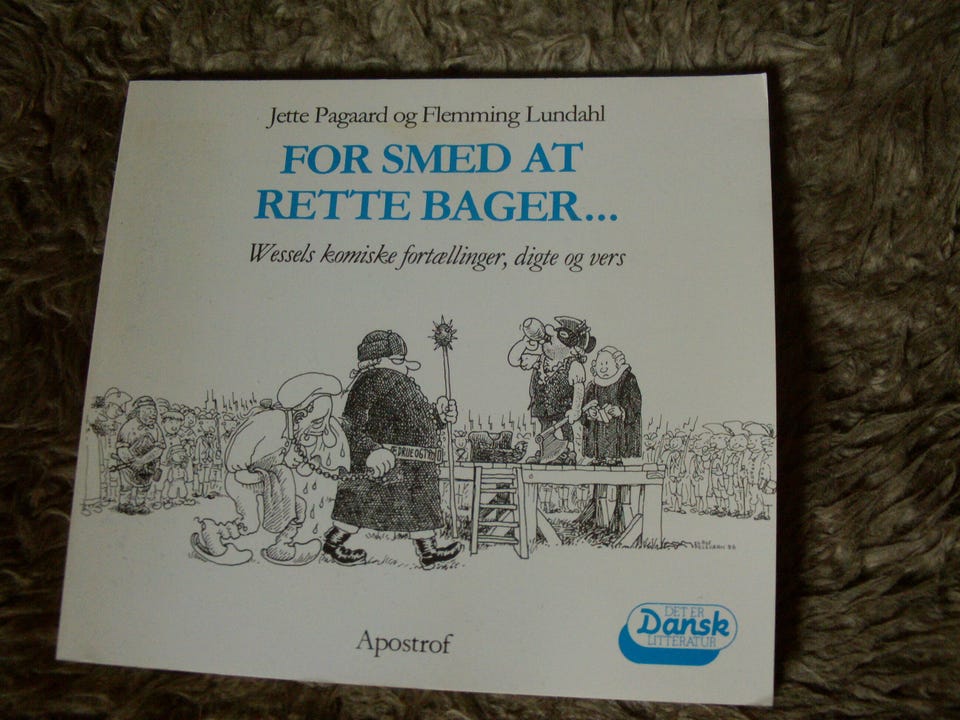 Jette Pagaard og Flemming Lundahl
FOR SMED AT
RETTE BAGER...
Wessels komiske fortællinger, digte og vers
Apostrof
DET ER
Dansk
LITTERATUR